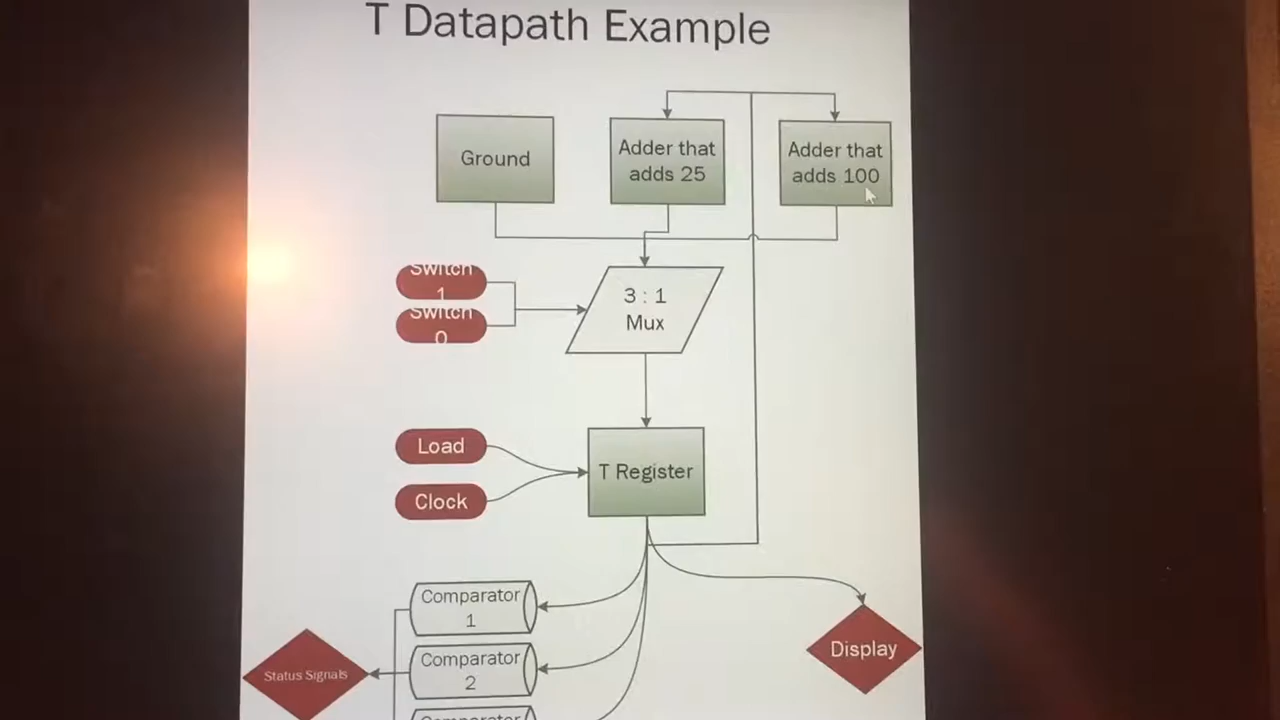 T Datapath Example
Ground
Adder that
adds 25
Adder that
adds 100
Switch
1
Switch
0
3 : 1
Mux
Load
Clock
T Register
Comparator
1
Comparator
2
Comparator
Status Signals
Display